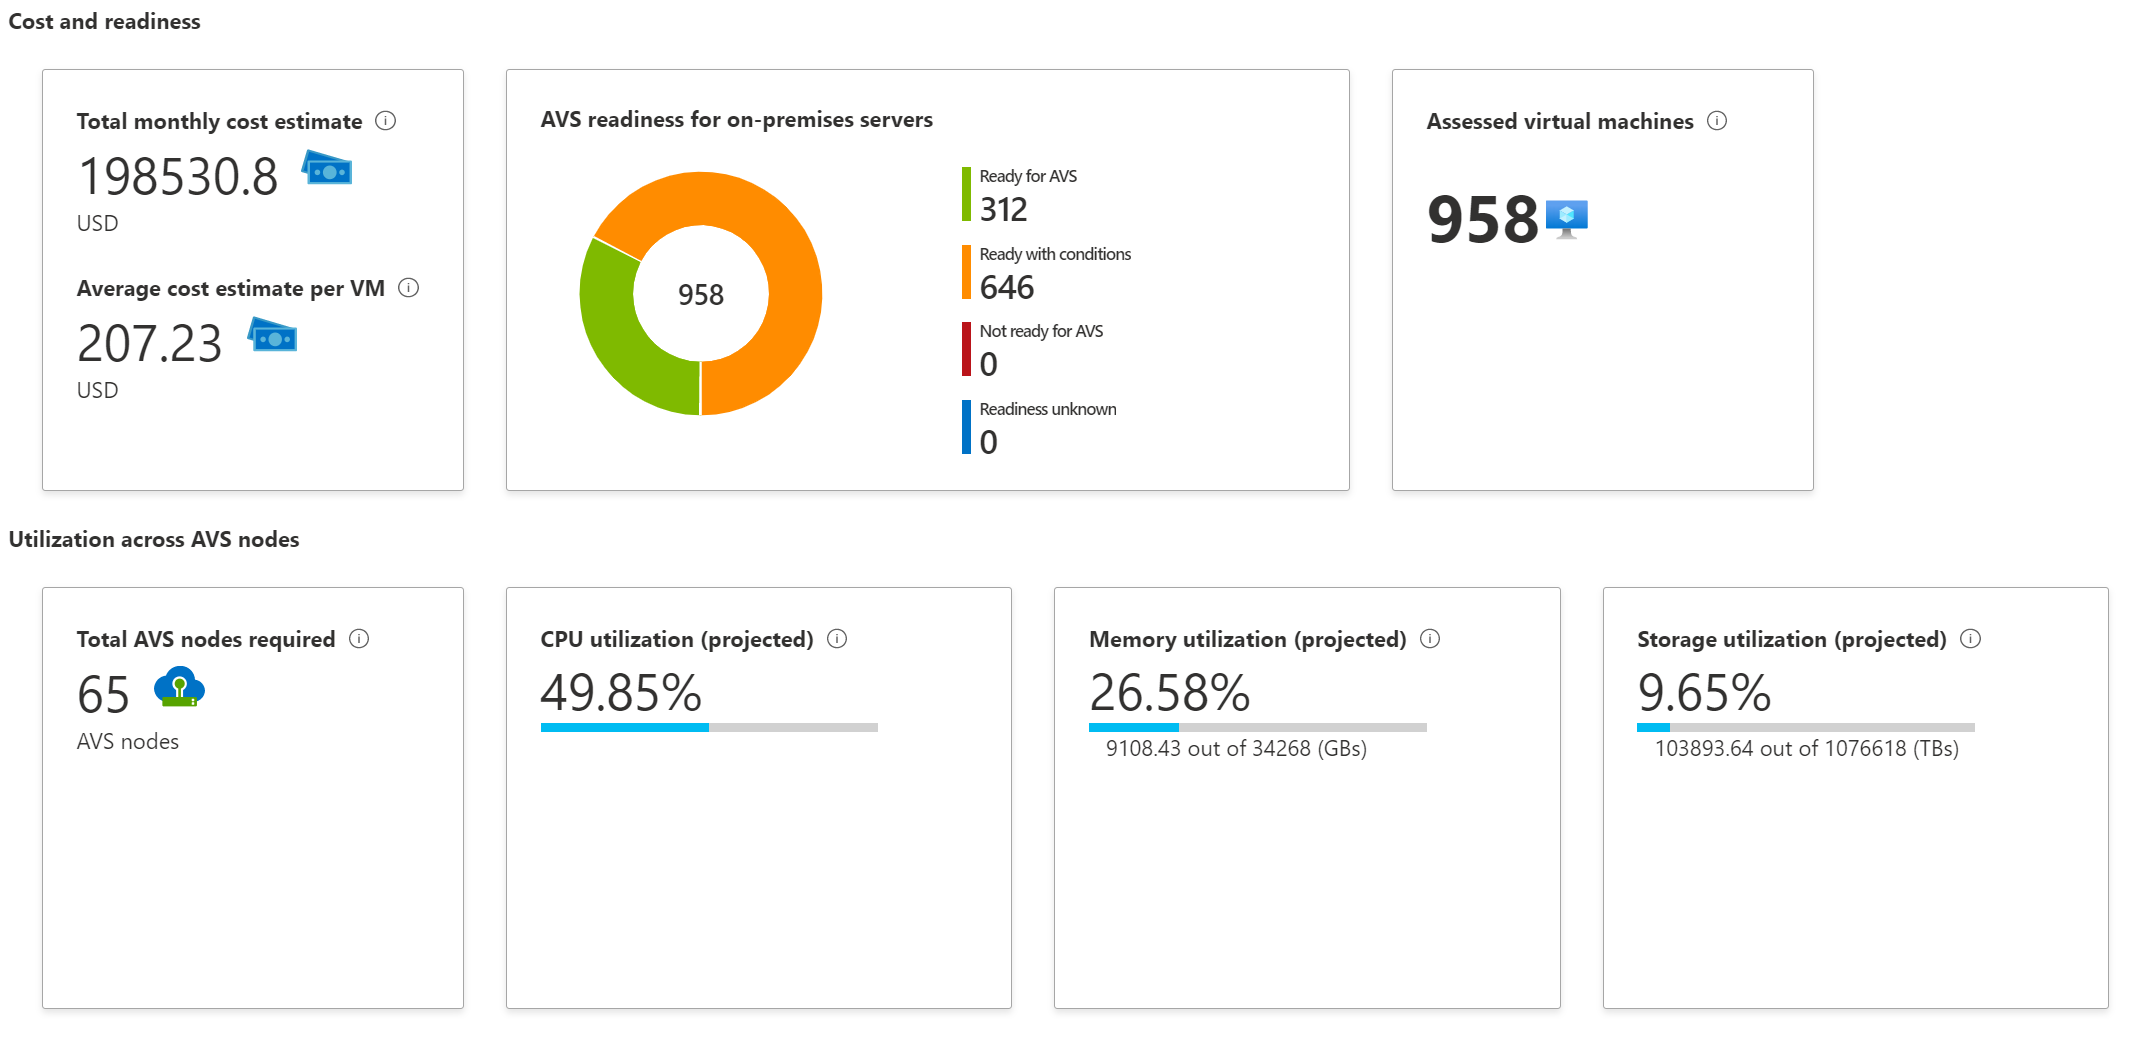 Cost and readiness
Total monthly cost estimate
198530.8
USD
Average cost estimate per VM
207.23
USD
AVS readiness for on-premises servers
958
Ready for AVS
312
Ready with conditions
646
Not ready for AVS
0
Readiness unknown
0
Assessed virtual machines
958
Utilization across AVS nodes
Total AVS nodes required
65
AVS nodes
CPU utilization (projected)
49.85%
Memory utilization (projected)
26.58%
9108.43 out of 34268 (GBs)
Storage utilization (projected)
9.65%
103893.64 out of 1076618 (TBs)